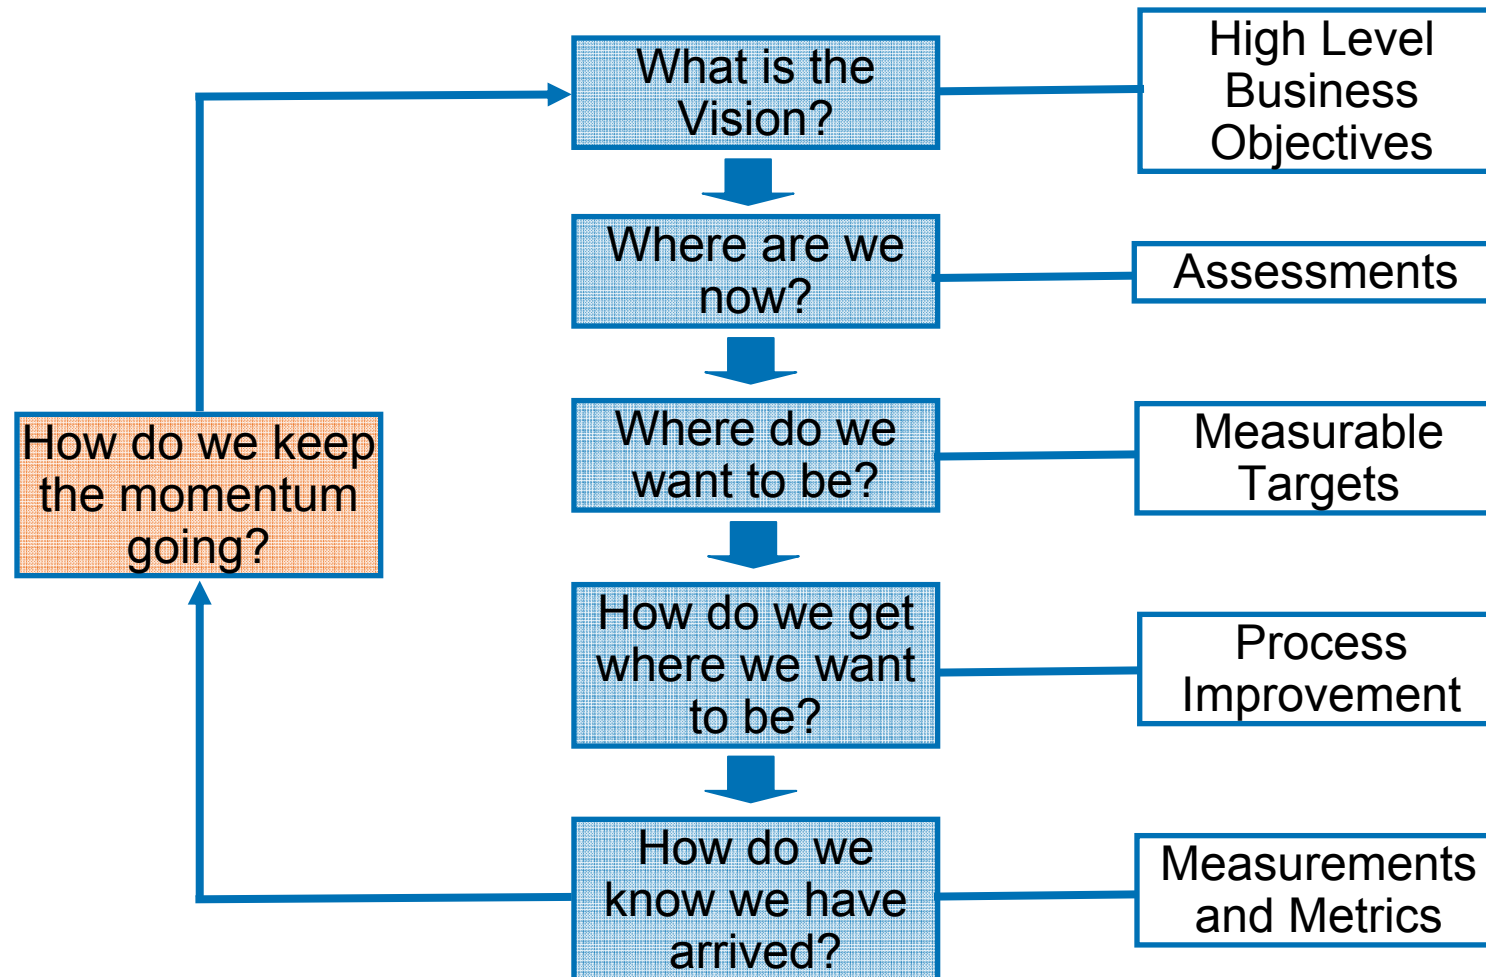 What is the
Vision?
High Level
Business
Objectives
Where are we
now?
Assessments
Where do we
want to be?
Measurable
Targets
How do we keep
the momentum
going?
How do we get
where we want
to be?
Process
Improvement
How do we
know we have
arrived?
Measurements
and Metrics